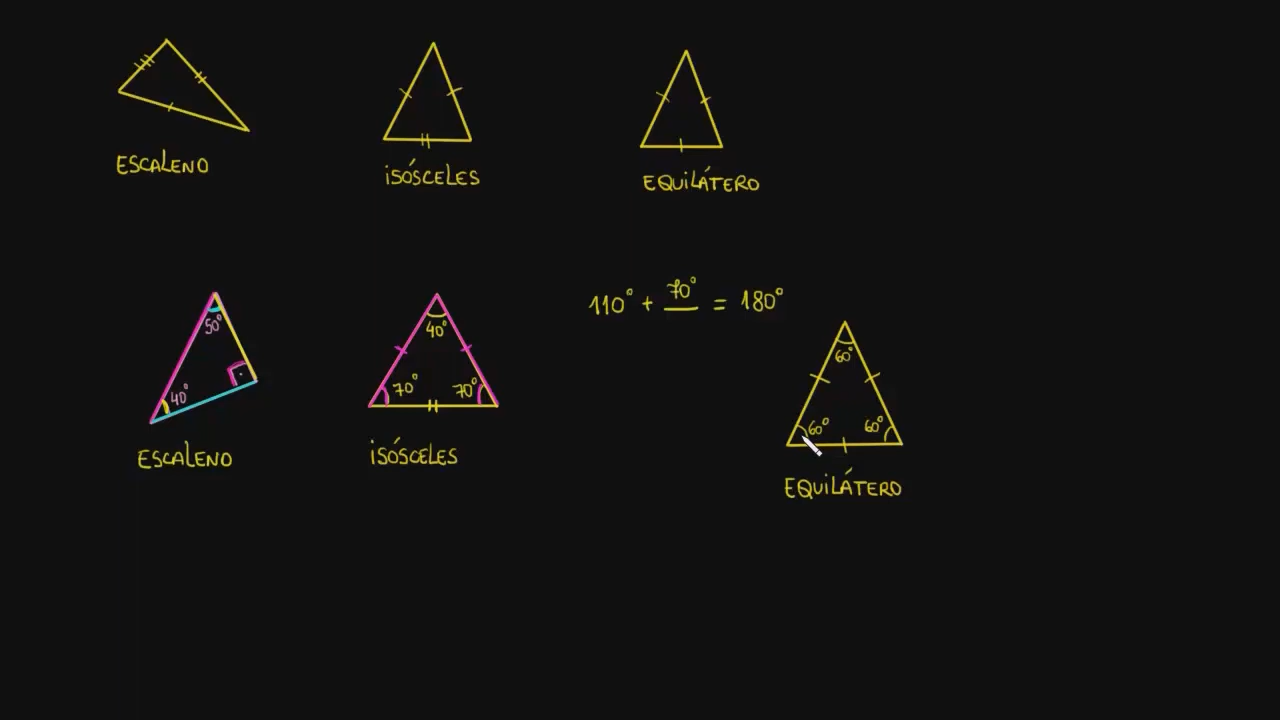 ESCALENO
ISÓSCELES
EQUILÁTERO
110° + 70° = 180°
50°
40°
ESCALENO
40°
70° 70°
ISÓSCELES
60°
60° 60°
EQUILÁTERO